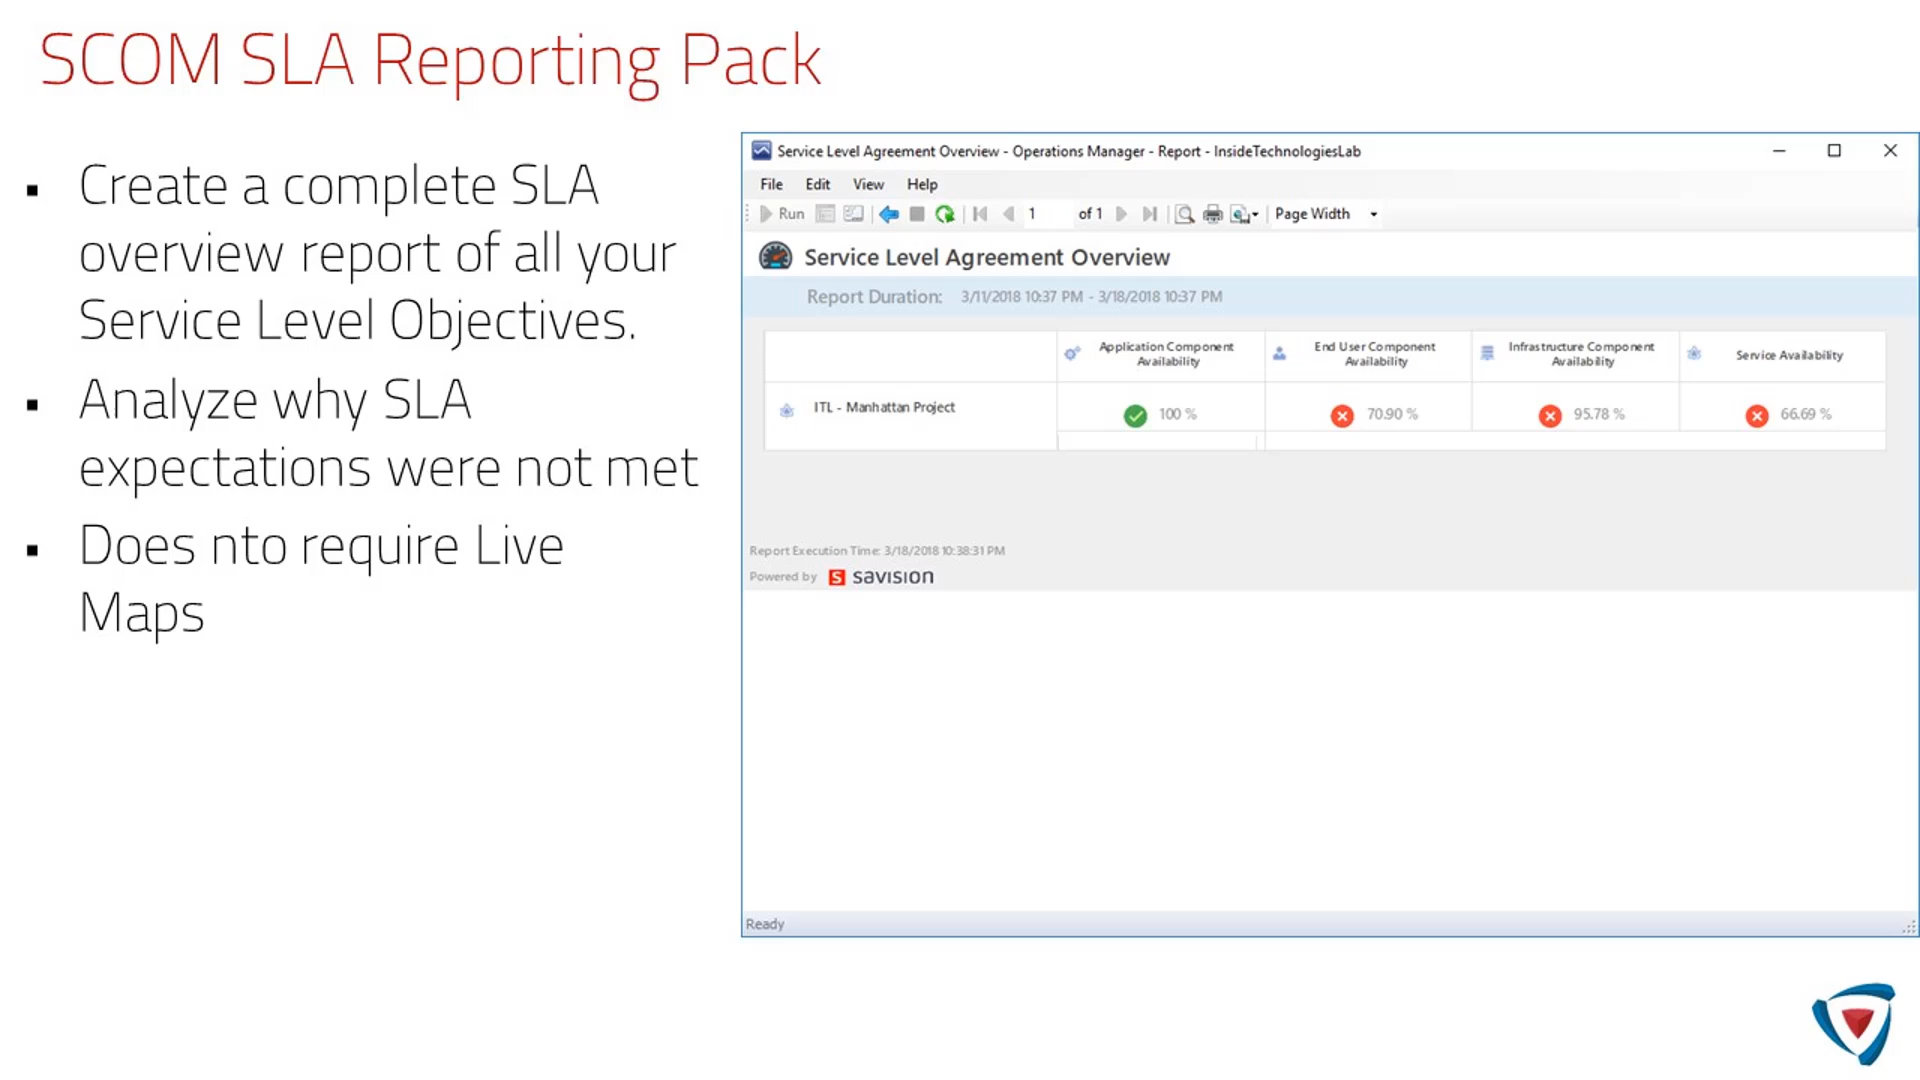 SCOM SLA Reporting Pack
▪ Create a complete SLA
overview report of all your
Service Level Objectives.
▪ Analyze why SLA
expectations were not met
▪ Does nto require Live
Maps
Service Level Agreement Overview - Operations Manager - Report - InsideTechnologiesLab
File Edit View Help
Run 1 of 1 Page Width
Service Level Agreement Overview
Report Duration: 3/11/2018 10:37 PM - 3/18/2018 10:37 PM
Application Component
Availability
End User Component
Availability
Infrastructure Component
Availability
Service Availability
ITL - Manhattan Project 100 % 70.90 % 95.78 % 66.69 %
Report Execution Time: 3/18/2018 10:38:31 PM
Powered by S savision
Ready